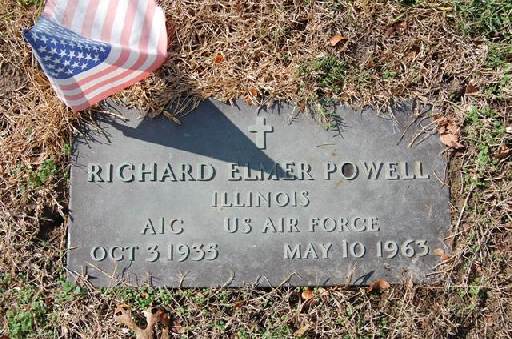 RICHARD ELMER POWELL
ILLINOIS
A1C US AIR FORCE
OCT 3 1935 MAY 10 1963